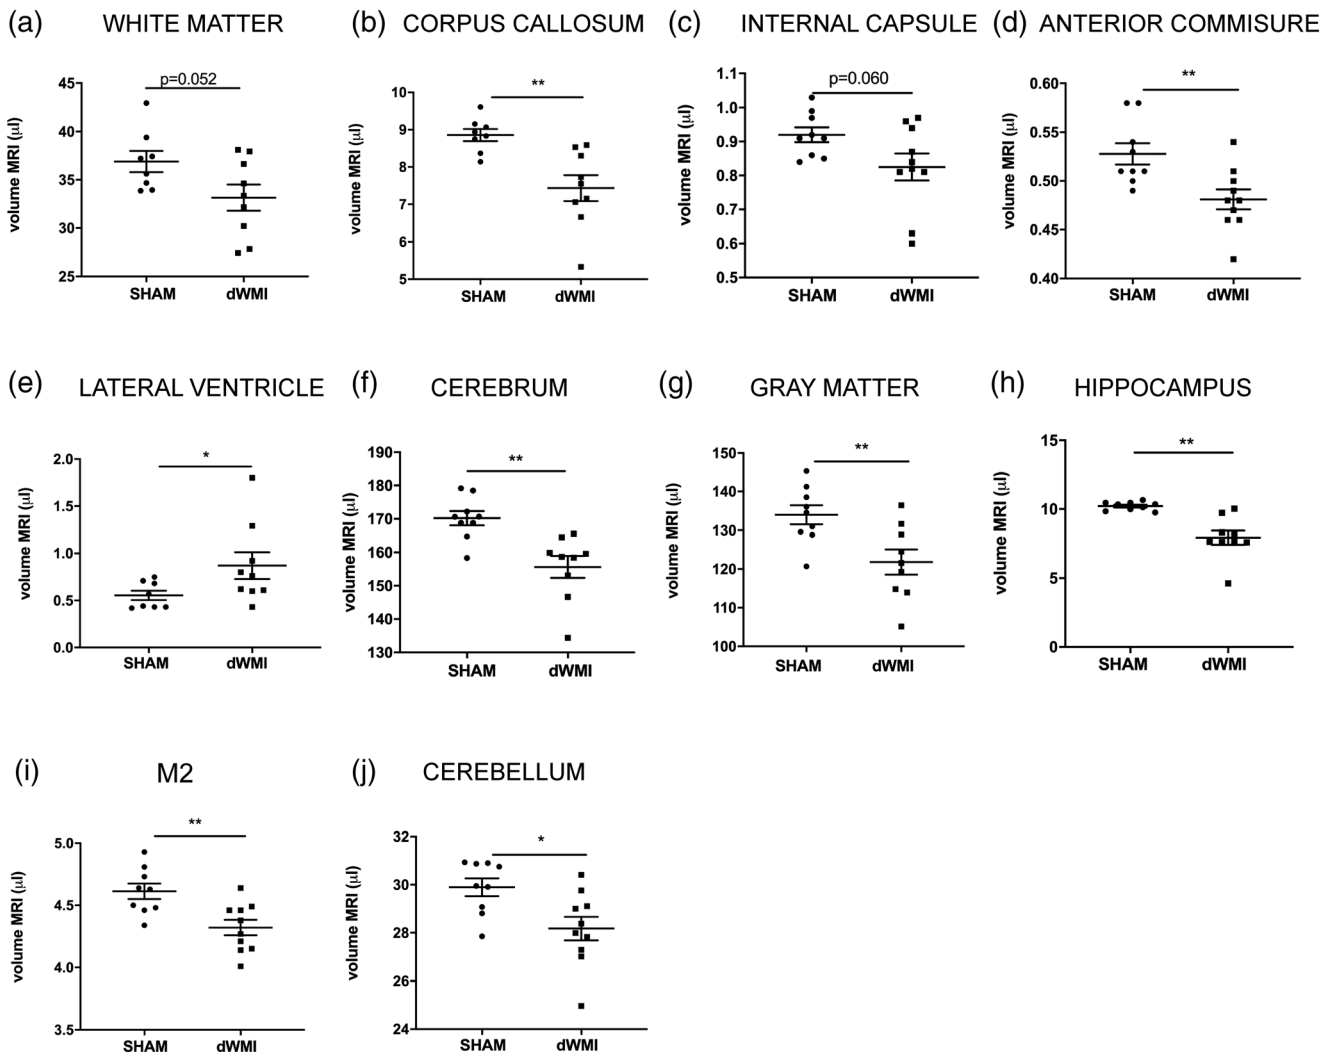 (a) WHITE MATTER
p=0.052
volume MRI (µl)
45
40
35
30
25
SHAM dWMI
(b) CORPUS CALLOSUM
**
volume MRI (µl)
10
9
8
7
6
5
SHAM dWMI
(c) INTERNAL CAPSULE
p=0.060
volume MRI (µl)
1.1
1.0
0.9
0.8
0.7
0.6
0.5
SHAM dWMI
(d) ANTERIOR COMMISURE
**
volume MRI (µl)
0.60
0.55
0.50
0.45
0.40
SHAM dWMI
(e) LATERAL VENTRICLE
*
volume MRI (µl)
2.0
1.5
1.0
0.5
0.0
SHAM dWMI
(f) CEREBRUM
**
volume MRI (µl)
190
180
170
160
150
140
130
SHAM dWMI
(g) GRAY MATTER
**
volume MRI (µl)
150
140
130
120
110
100
SHAM dWMI
(h) HIPPOCAMPUS
**
volume MRI (µl)
15
10
5
0
SHAM dWMI
(i) M2
**
volume MRI (µl)
5.0
4.5
4.0
3.5
SHAM dWMI
(j) CEREBELLUM
*
volume MRI (µl)
32
30
28
26
24
SHAM dWMI